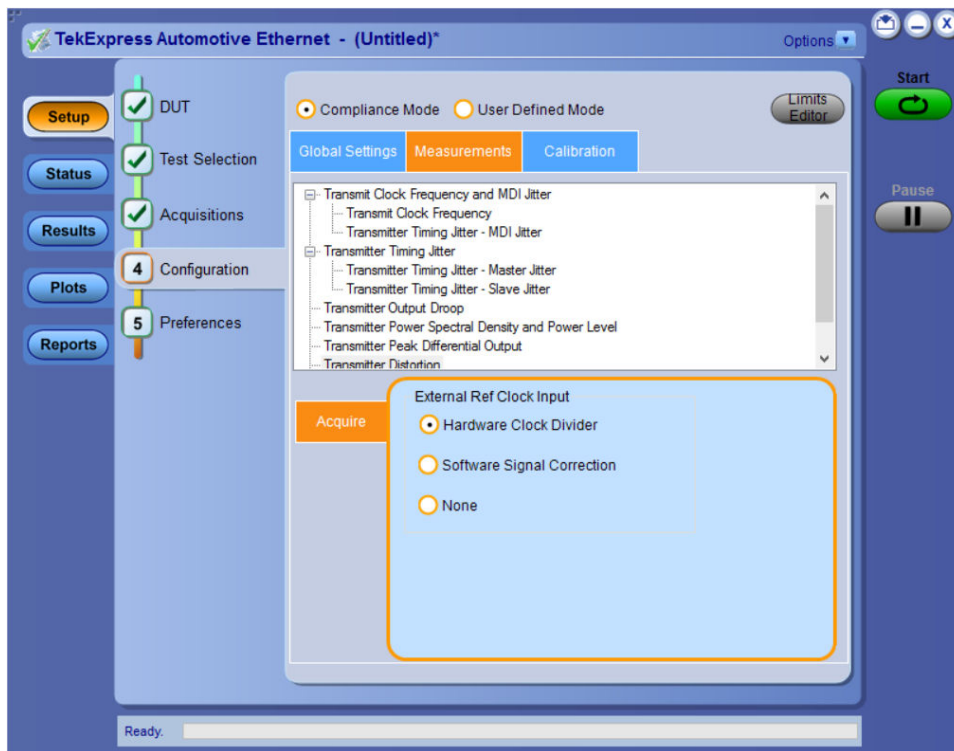 TekExpress Automotive Ethernet - (Untitled)*
Options
X
Start
Pause
Setup
Status
Results
Plots
Reports
DUT
Test Selection
Acquisitions
4 Configuration
5 Preferences
Compliance Mode
User Defined Mode
Limits
Editor
Global Settings
Measurements
Calibration
Transmit Clock Frequency and MDI Jitter
Transmit Clock Frequency
Transmitter Timing Jitter - MDI Jitter
Transmitter Timing Jitter
Transmitter Timing Jitter - Master Jitter
Transmitter Timing Jitter - Slave Jitter
Transmitter Output Droop
Transmitter Power Spectral Density and Power Level
Transmitter Peak Differential Output
Transmitter Distortion
Acquire
External Ref Clock Input
Hardware Clock Divider
Software Signal Correction
None
Ready.